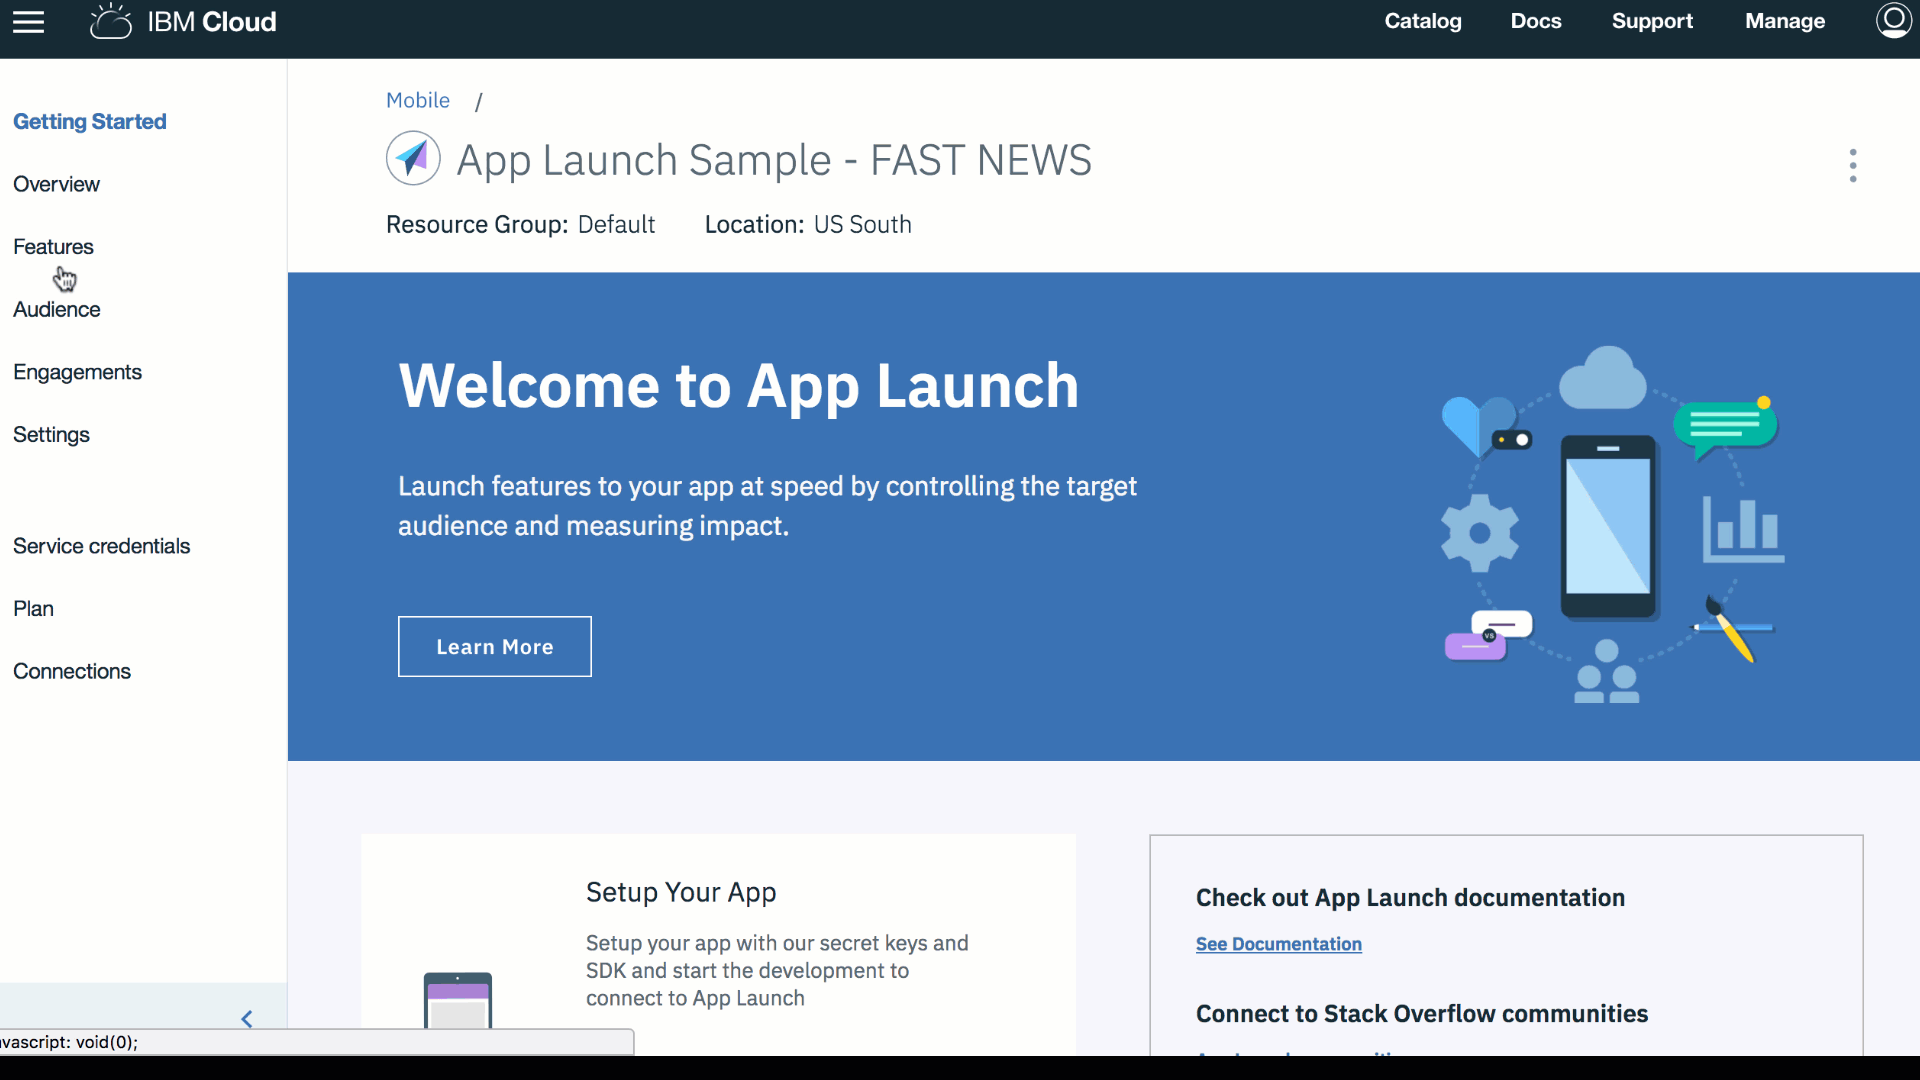 IBM Cloud
Catalog
Docs
Support
Manage
Getting Started
Overview
Features
Audience
Engagements
Settings
Service credentials
Plan
Connections
Mobile /
App Launch Sample - FAST NEWS
Resource Group: Default Location: US South
Welcome to App Launch
Launch features to your app at speed by controlling the target
audience and measuring impact.
Learn More
VS
Setup Your App
Setup your app with our secret keys and
SDK and start the development to
connect to App Launch
Check out App Launch documentation
See Documentation
Connect to Stack Overflow communities
vascript: void(0);